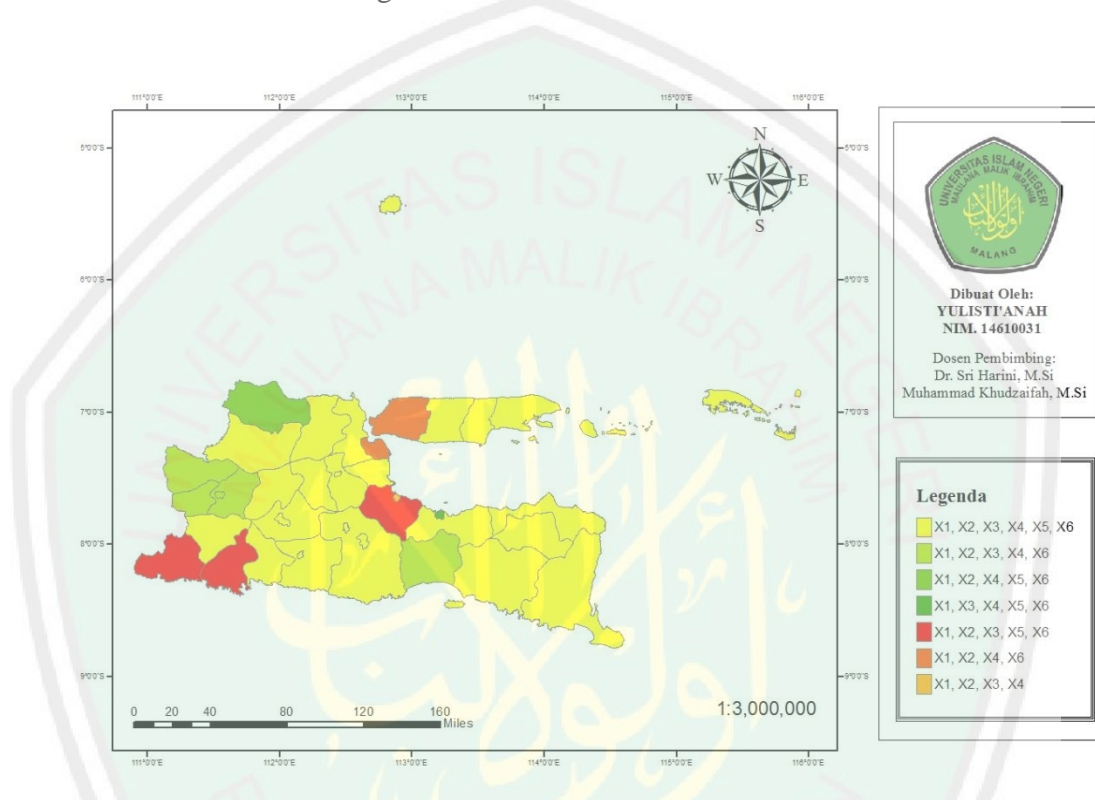 g
111°0'0"E 112°0'0"E 113°0'0"E 114°0'0"E 115°0'0"E 116°0'0"E
5°0'0"S 5°0'0"S
6°0'0"S 6°0'0"S
7°0'0"S 7°0'0"S
8°0'0"S 8°0'0"S
9°0'0"S 9°0'0"S
N
W E
S
0 20 40 80 120 160
Miles
1:3,000,000
111°0'0"E 112°0'0"E 113°0'0"E 114°0'0"E 115°0'0"E 116°0'0"E
UNIVERSITAS ISLAM NEGERI
MAULANA MALIK IBRAHIM
MALANG
Dibuat Oleh:
YULISTI'ANAH
NIM. 14610031
Dosen Pembimbing:
Dr. Sri Harini, M.Si
Muhammad Khudzaifah, M.Si
Legenda
X1, X2, X3, X4, X5, X6
X1, X2, X3, X4, X6
X1, X2, X4, X5, X6
X1, X3, X4, X5, X6
X1, X2, X3, X5, X6
X1, X2, X4, X6
X1, X2, X3, X4
UNIVERSITAS ISLAM NEGERI
MAULANA MALIK IBRAHIM